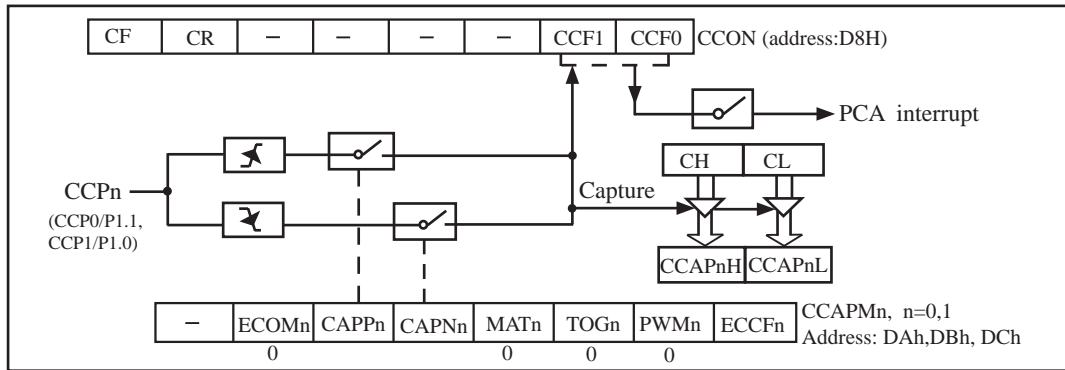 CF CR – – – – CCF1 CCF0 CCON (address:D8H)
PCA interrupt
CH CL
CCPn
Capture
(CCP0/P1.1,
CCP1/P1.0)
CCAPnH CCAPnL
– ECOMn CAPPn CAPNn MATn TOGn PWMn ECCFn
CCAPMn, n=0,1
Address: DAh,DBh, DCh
0 0 0 0